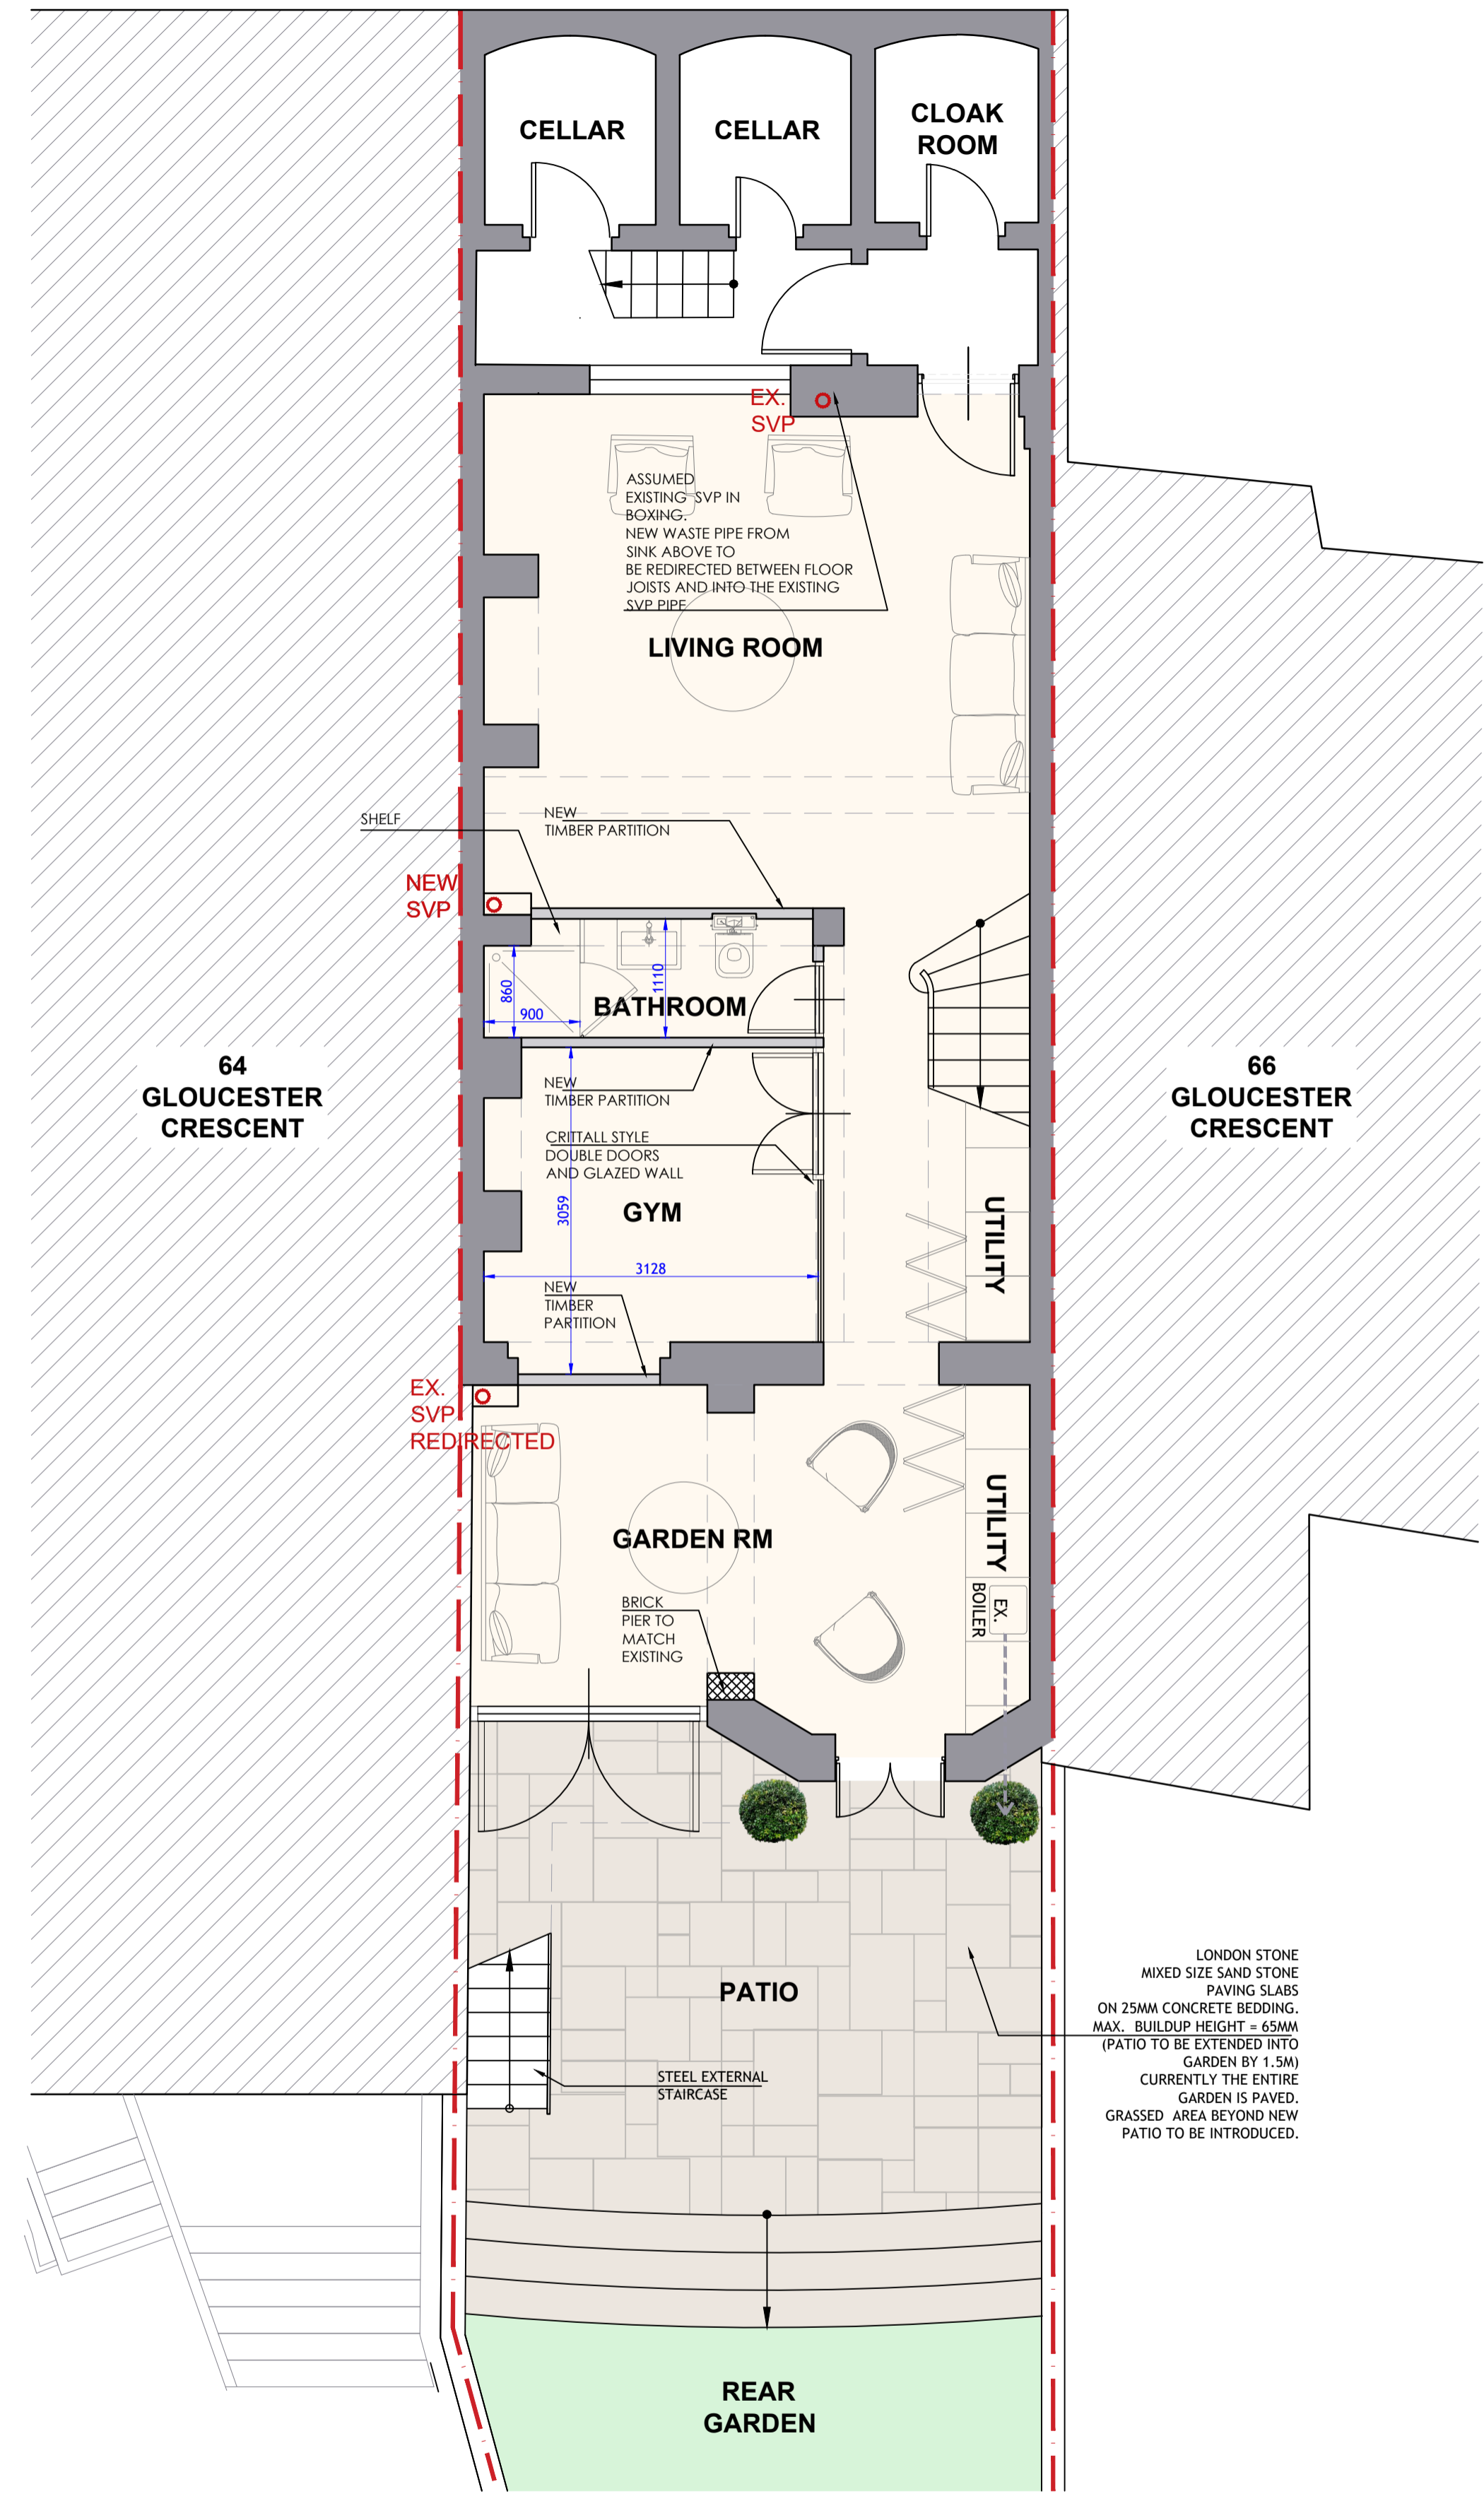 CELLAR
CELLAR
CLOAK
ROOM
EX.
SVP
ASSUMED
EXISTING SVP IN
BOXING.
NEW WASTE PIPE FROM
SINK ABOVE TO
BE REDIRECTED BETWEEN FLOOR
JOISTS AND INTO THE EXISTING
SVP PIPE
LIVING ROOM
SHELF
NEW
TIMBER PARTITION
NEW
SVP
860
900
1110
BATHROOM
64
GLOUCESTER
CRESCENT
66
GLOUCESTER
CRESCENT
NEW
TIMBER PARTITION
CRITTALL STYLE
DOUBLE DOORS
AND GLAZED WALL
3059
GYM
UTILITY
3128
NEW
TIMBER
PARTITION
EX.
SVP
REDIRECTED
GARDEN RM
UTILITY
EX.
BOILER
BRICK
PIER TO
MATCH
EXISTING
PATIO
LONDON STONE
MIXED SIZE SAND STONE
PAVING SLABS
ON 25MM CONCRETE BEDDING.
MAX. BUILDUP HEIGHT = 65MM
(PATIO TO BE EXTENDED INTO
GARDEN BY 1.5M)
CURRENTLY THE ENTIRE
GARDEN IS PAVED.
GRASSED AREA BEYOND NEW
PATIO TO BE INTRODUCED.
STEEL EXTERNAL
STAIRCASE
REAR
GARDEN